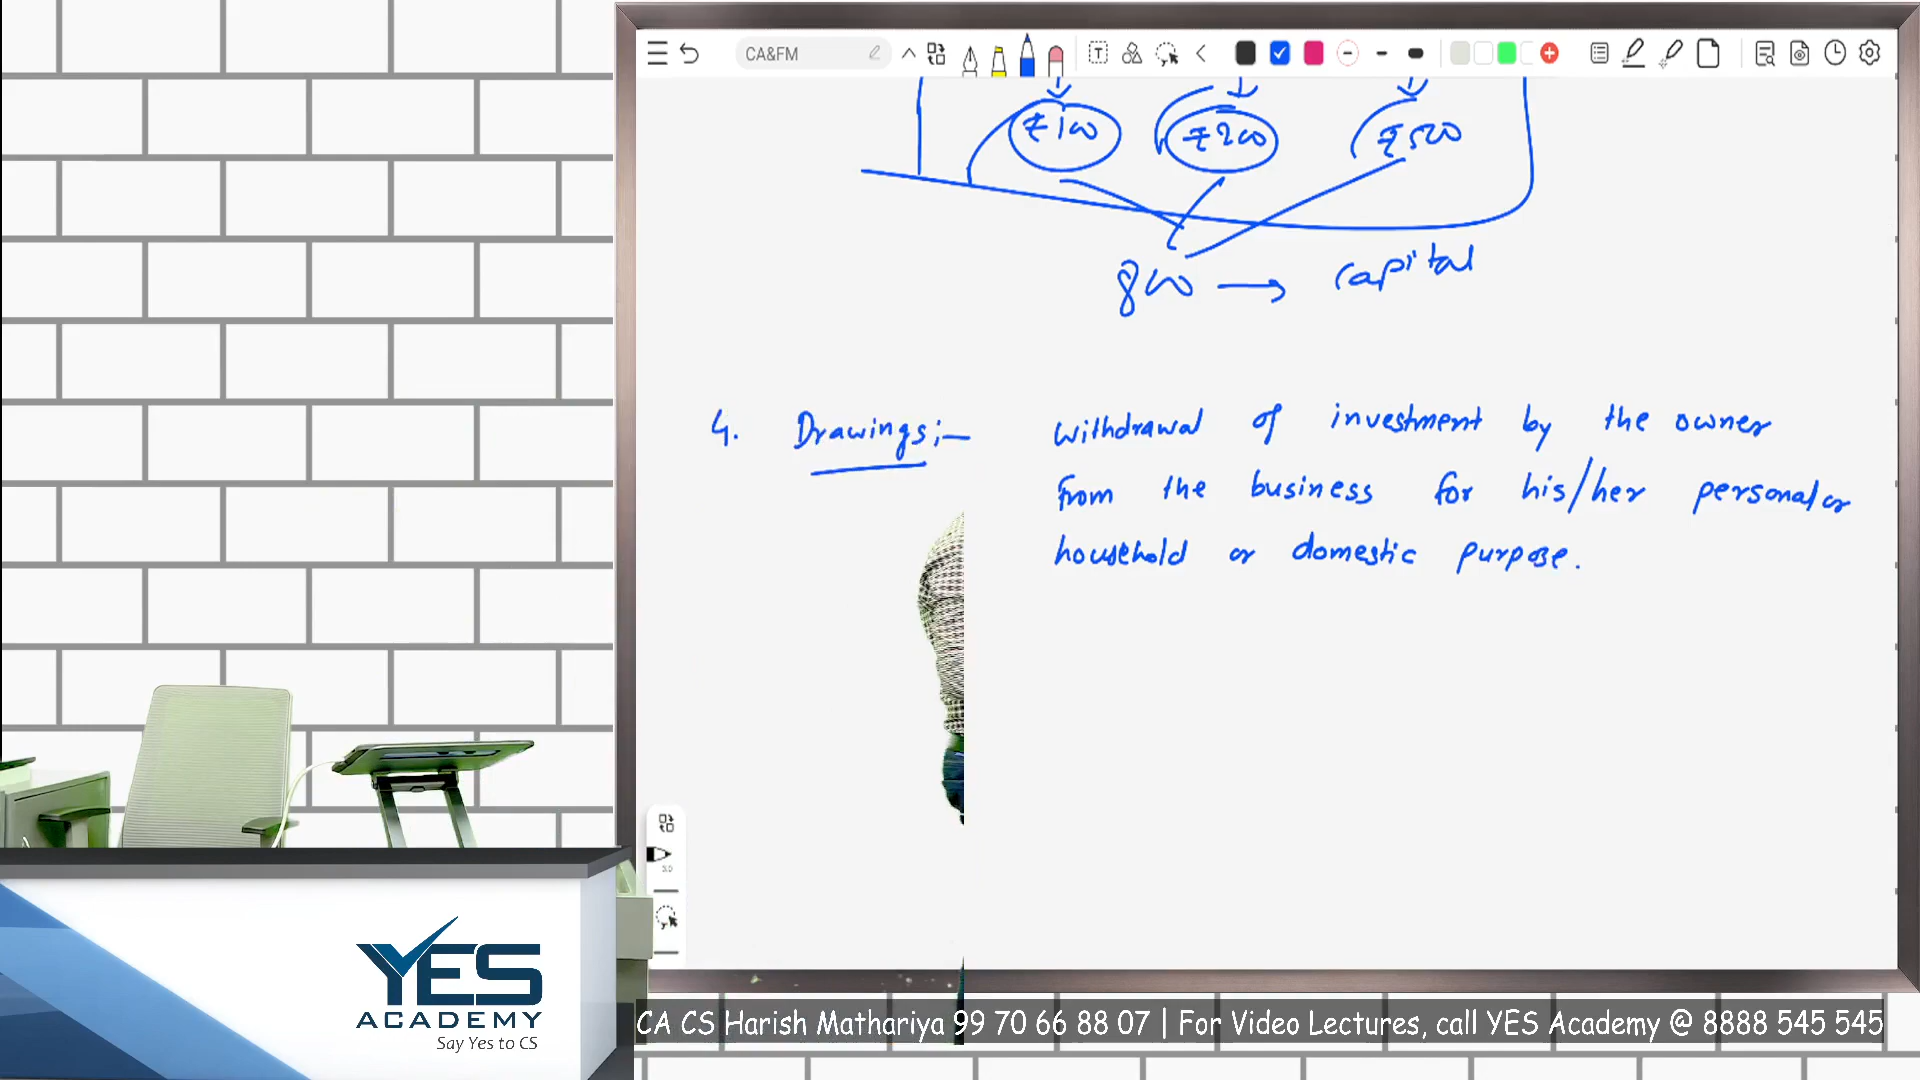 CA&FM
₹100 ₹200 ₹500
800 → capital
4. Drawings:- withdrawal of investment by the owner
from the business for his/her personal or
household or domestic purpose.
YES
ACADEMY
Say Yes to CS
CA CS Harish Mathariya 99 70 66 88 07 | For Video Lectures, call YES Academy @ 8888 545 545